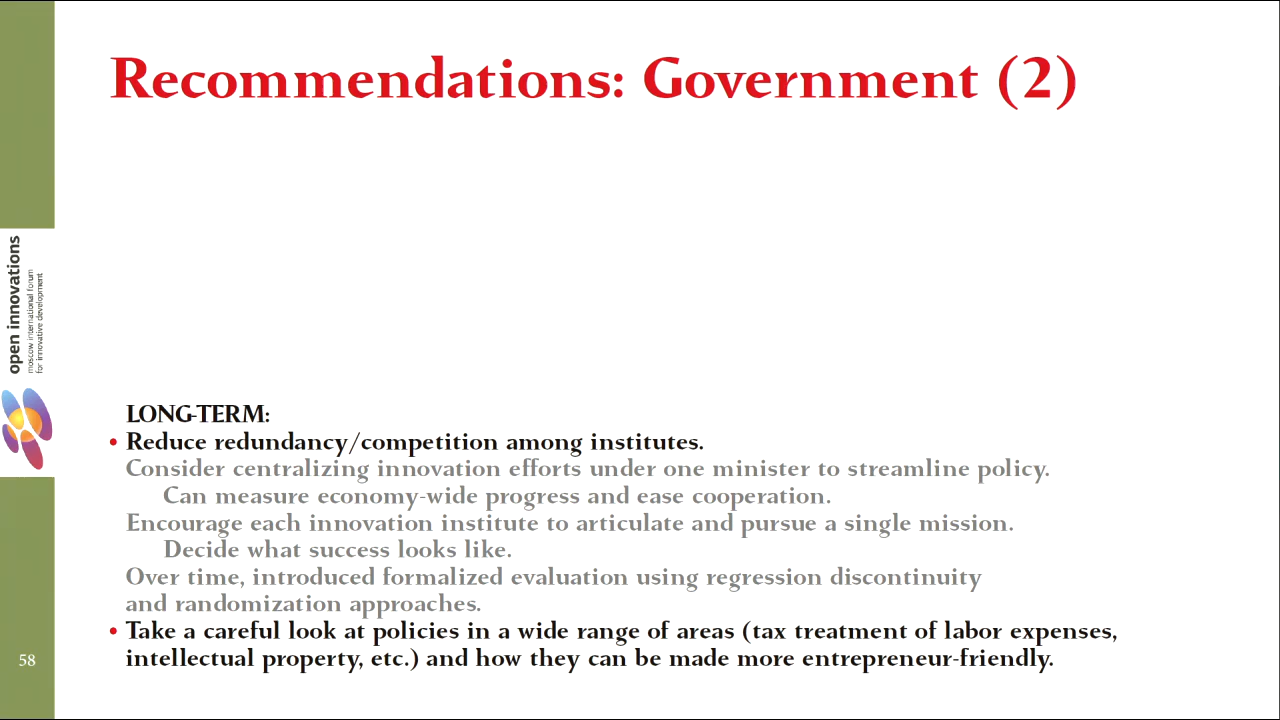 Recommendations: Government (2)
open innovations
moscow international forum
for innovative development
LONG-TERM:
• Reduce redundancy/competition among institutes.
Consider centralizing innovation efforts under one minister to streamline policy.
Can measure economy-wide progress and ease cooperation.
Encourage each innovation institute to articulate and pursue a single mission.
Decide what success looks like.
Over time, introduced formalized evaluation using regression discontinuity
and randomization approaches.
• Take a careful look at policies in a wide range of areas (tax treatment of labor expenses,
intellectual property, etc.) and how they can be made more entrepreneur-friendly.
58